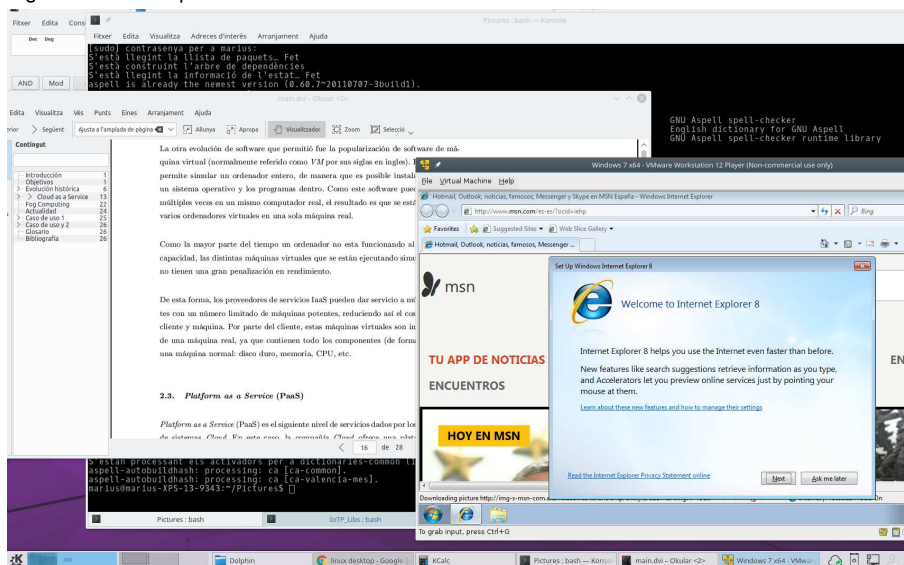 Fitxer Edita Cons
Dec Deg
AND Mod
Pictures : bash — Konsole
Fitxer Edita Visualitza Adreces d'interès Arranjament Ajuda
[sudo] contrasenya per a marius:
S'està llegint la llista de paquets… Fet
S'està construint l'arbre de dependències
S'està llegint la informació de l'estat… Fet
aspell is already the newest version (0.60.7~20110707-3build1).
GNU Aspell spell-checker
English dictionary for GNU Aspell
GNU Aspell spell-checker runtime library
main.dvi – Okular <2>
Edita Visualitza Vés Punts Eines Arranjament Ajuda
erior Següent Ajusta a l'amplada de pàgina Allunya Apropa Visualitzador Zoom Selecció
Contingut
Introducción 1
Objetivos 1
Evolución histórica 6
Cloud as a Service 13
Fog Computing 22
Actualidad 24
Caso de uso 1 25
Caso de uso y 2 26
Glosario 26
Bibliografía 26
La otra evolución de software que permitió fue la popularización de software de má-
quina virtual (normalmente referido como VM por sus siglas en ingles).
permite simular un ordenador entero, de manera que es posible instala
un sistema operativo y los programas dentro. Como este software pued
múltiples veces en un mismo computador real, el resultado es que se está
varios ordenadores virtuales en una sola máquina real.
Como la mayor parte del tiempo un ordenador no esta funcionando al
capacidad, las distintas máquinas virtuales que se están ejecutando simu
no tienen una gran penalización en rendimiento.
De esta forma, los proveedores de servicios IaaS pueden dar servicio a mú
tes con un número limitado de máquinas potentes, reduciendo así el cos
cliente y máquina. Por parte del cliente, estas máquinas virtuales son in
de una máquina real, ya que contienen todo los componentes (de forma
una máquina normal: disco duro, memoria, CPU, etc.
2.3. Platform as a Service (PaaS)
Platform as a Service (PaaS) es el siguiente nivel de servicios dados por los
de sistemas Cloud. En este caso, la compañía Cloud ofrece una plat
16 de 28
S'estan processant els activadors per a dictionaries-common (1
aspell-autobuildhash: processing: ca [ca-common].
aspell-autobuildhash: processing: ca [ca-valencia-mes].
marius@marius-XPS-13-9343:~/Pictures$
Pictures : bash
IoTP_Libs : bash
Windows 7 x64 - VMware Workstation 12 Player (Non-commercial use only)
File Virtual Machine Help
Hotmail, Outlook, noticias, famosos, Messenger y Skype en MSN España - Windows Internet Explorer
http://www.msn.com/es-es/?ocid=iehp
Bing
Favorites Suggested Sites Web Slice Gallery
Hotmail, Outlook, noticias, famosos, Messenger ...
msn
TU APP DE NOTICIAS
EN
ENCUENTROS
HOY EN MSN
Set Up Windows Internet Explorer 8
Welcome to Internet Explorer 8
Internet Explorer 8 helps you use the Internet even faster than before.
New features like search suggestions retrieve information as you type,
and Accelerators let you preview online services just by pointing your
mouse at them.
Learn about these new features and how to manage their settings
Read the Internet Explorer Privacy Statement online
Next Ask me later
Downloading picture http://img-s-msn-com.a
To grab input, press Ctrl+G
Dolphin
linux desktop - Google
KCalc
Pictures : bash — Konso
main.dvi – Okular <2>
Windows 7 x64 - VMwar